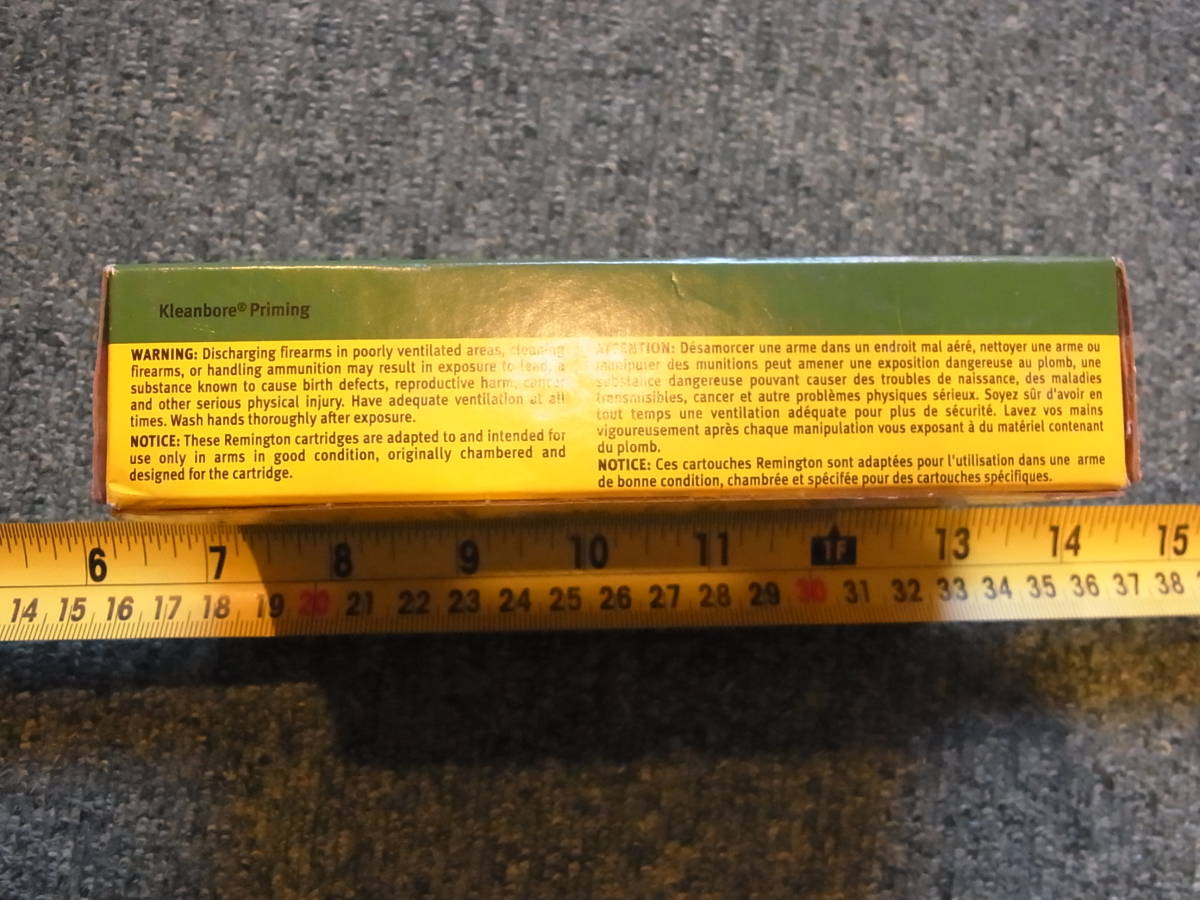 Kleanbore® Priming
WARNING: Discharging firearms in poorly ventilated areas, cleaning
firearms, or handling ammunition may result in exposure to lead, a
substance known to cause birth defects, reproductive harm, cancer
and other serious physical injury. Have adequate ventilation at all
times. Wash hands thoroughly after exposure.
NOTICE: These Remington cartridges are adapted to and intended for
use only in arms in good condition, originally chambered and
designed for the cartridge.
ATTENTION: Désamorcer une arme dans un endroit mal aéré, nettoyer une arme ou
manipuler des munitions peut amener une exposition dangereuse au plomb, une
substance dangereuse pouvant causer des troubles de naissance, des maladies
transmisibles, cancer et autre problèmes physiques sérieux. Soyez sûr d'avoir en
tout temps une ventilation adéquate pour plus de sécurité. Lavez vos mains
vigoureusement après chaque manipulation vous exposant à du matériel contenant
du plomb.
NOTICE: Ces cartouches Remington sont adaptées pour l'utilisation dans une arme
de bonne condition, chambrée et spécifée pour des cartouches spécifiques.
6 7 8 9 10 11 1F 13 14 15
14 15 16 17 18 19 20 21 22 23 24 25 26 27 28 29 30 31 32 33 34 35 36 37 38